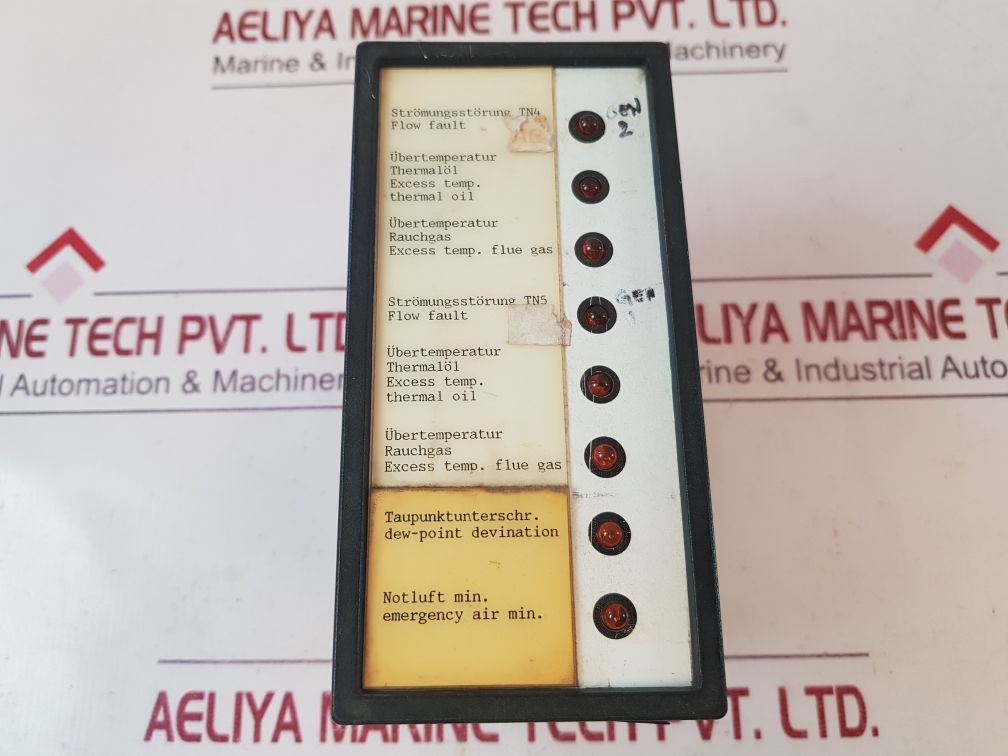 AELIYA MARINE TECH PVT. LTD.
Marine & In Machinery
Strömungsstörung TN4
Flow fault
GEN
2
AE
Übertemperatur
Thermalöl
Excess temp.
thermal oil
Übertemperatur
Rauchgas
Excess temp. flue gas
Strömungsstörung TN5
Flow fault
GEN
NE TECH PVT. LTD
l Automation & Machiner
ELIYA MARINE T
rine & Industrial Auto
Übertemperatur
Thermalöl
Excess temp.
thermal oil
Übertemperatur
Rauchgas
Excess temp. flue gas
Taupunktunterschr.
dew-point devination
Notluft min.
emergency air min.
AELIYA MARINE TECH PVT. LTD.